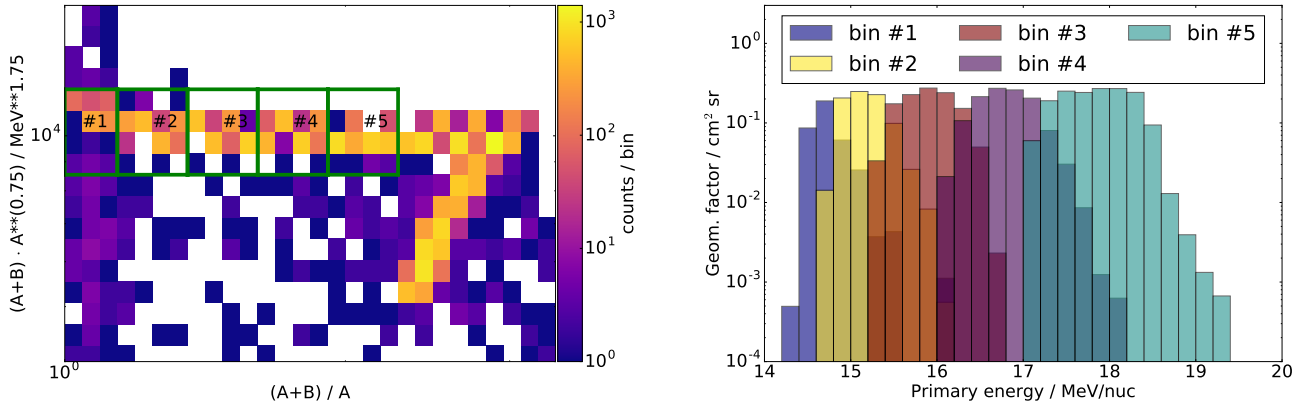 (A+B) · A**(0.75) / MeV**1.75
10^4
10^0
#1
#2
#3
#4
#5
(A+B) / A
10^3
10^2
10^1
10^0
counts / bin
bin #1
bin #2
bin #3
bin #4
bin #5
Geom. factor / cm^2 sr
10^0
10^-1
10^-2
10^-3
10^-4
14 15 16 17 18 19 20
Primary energy / MeV/nuc